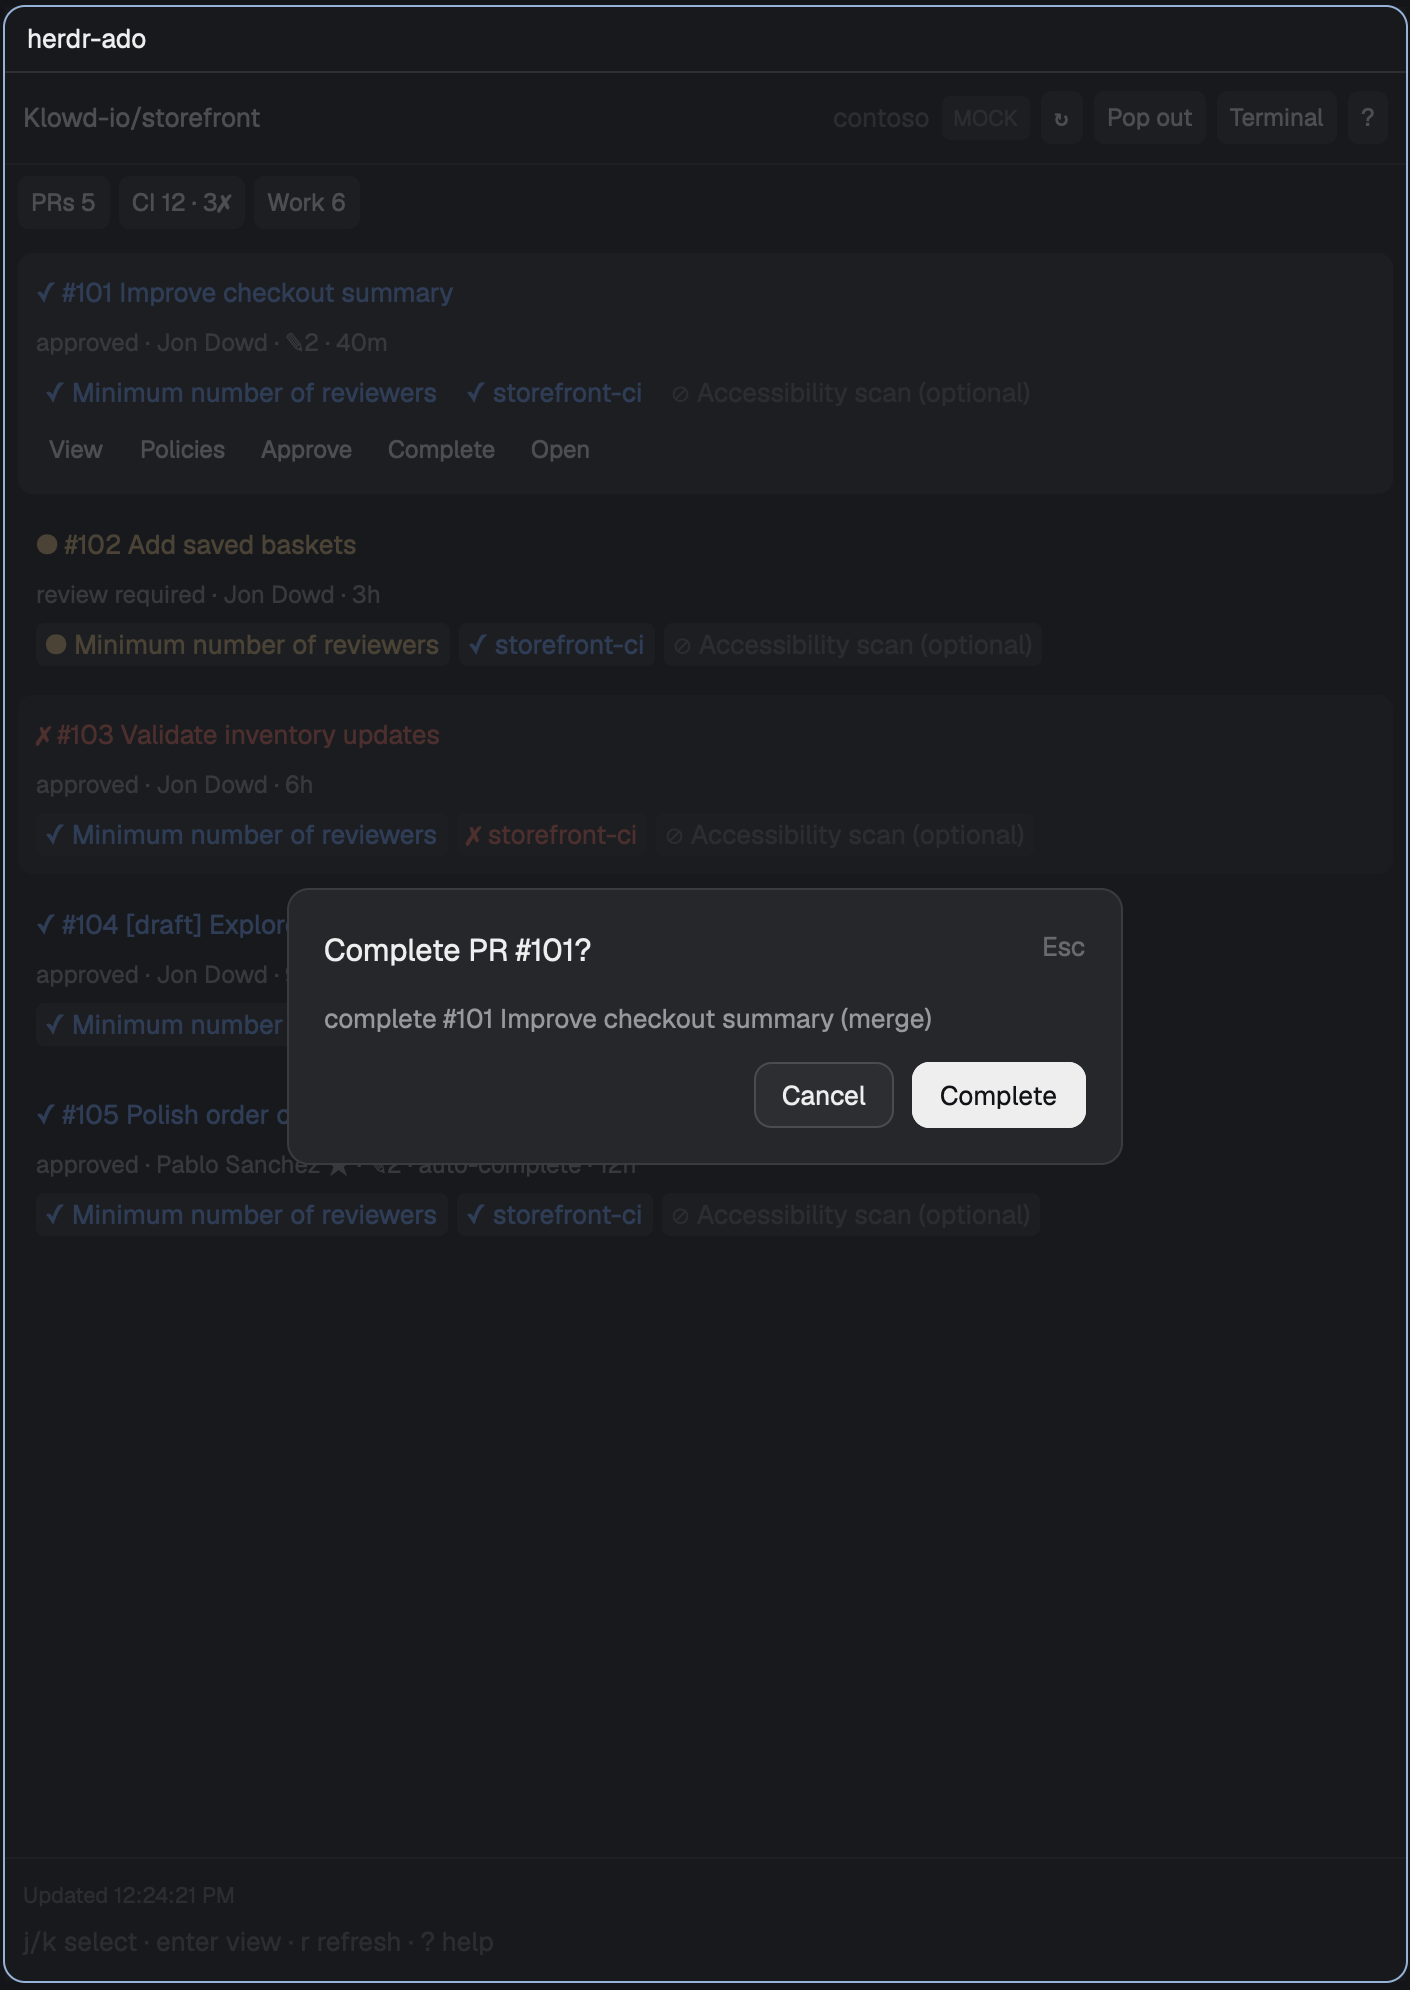 herdr-ado
Klowd-io/storefront contoso MOCK ↻ Pop out Terminal ?
PRs 5 CI 12 · 3✗ Work 6
✓ #101 Improve checkout summary
approved · Jon Dowd · ✎2 · 40m
✓ Minimum number of reviewers ✓ storefront-ci ⊘ Accessibility scan (optional)
View Policies Approve Complete Open
● #102 Add saved baskets
review required · Jon Dowd · 3h
● Minimum number of reviewers ✓ storefront-ci ⊘ Accessibility scan (optional)
✗ #103 Validate inventory updates
approved · Jon Dowd · 6h
✓ Minimum number of reviewers ✗ storefront-ci ⊘ Accessibility scan (optional)
✓ #104 [draft]
approved · Jon Dowd ·
✓ Minimum number
Complete PR #101? Esc
complete #101 Improve checkout summary (merge)
Cancel Complete
✓ #105 Polish order
approved · Pablo Sanchez ★ · ✎2 · auto-complete · 12h
✓ Minimum number of reviewers ✓ storefront-ci ⊘ Accessibility scan (optional)
Updated 12:24:21 PM
j/k select · enter view · r refresh · ? help